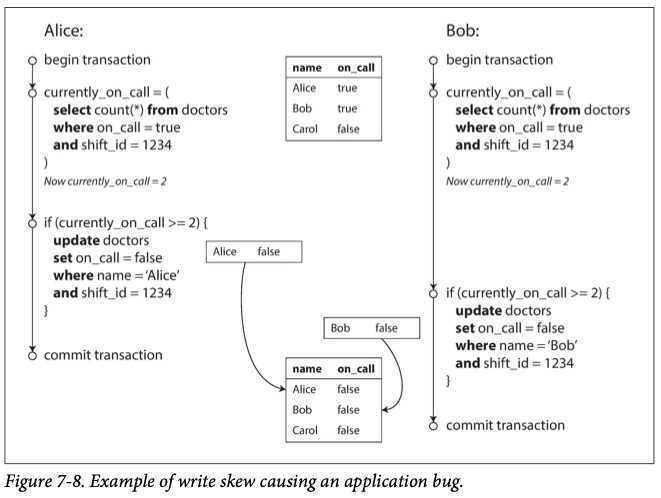 Alice:
begin transaction
currently_on_call = (
select count(*) from doctors
where on_call = true
and shift_id = 1234
)
Now currently_on_call = 2
if (currently_on_call >= 2) {
update doctors
set on_call = false
where name = ‘Alice’
and shift_id = 1234
}
commit transaction
name on_call
Alice true
Bob true
Carol false
Alice false
Bob false
name on_call
Alice false
Bob false
Carol false
Bob:
begin transaction
currently_on_call = (
select count(*) from doctors
where on_call = true
and shift_id = 1234
)
Now currently_on_call = 2
if (currently_on_call >= 2) {
update doctors
set on_call = false
where name = ‘Bob’
and shift_id = 1234
}
commit transaction
Figure 7-8. Example of write skew causing an application bug.